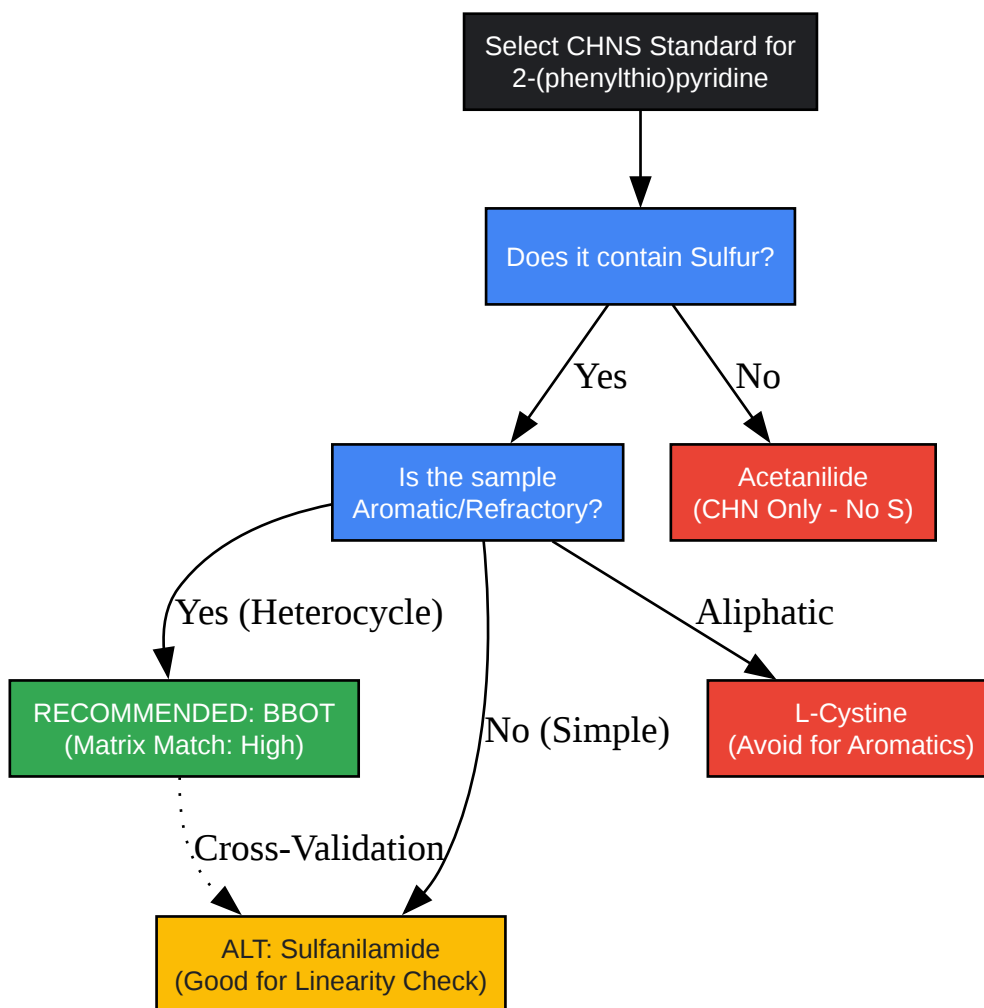 Select CHNS Standard for
2-(phenylthio)pyridine
Does it contain Sulfur?
Yes
No
Is the sample
Aromatic/Refractory?
Acetanilide
(CHN Only - No S)
Yes (Heterocycle)
Aliphatic
RECOMMENDED: BBOT
(Matrix Match: High)
No (Simple)
L-Cystine
(Avoid for Aromatics)
Cross-Validation
ALT: Sulfanilamide
(Good for Linearity Check)